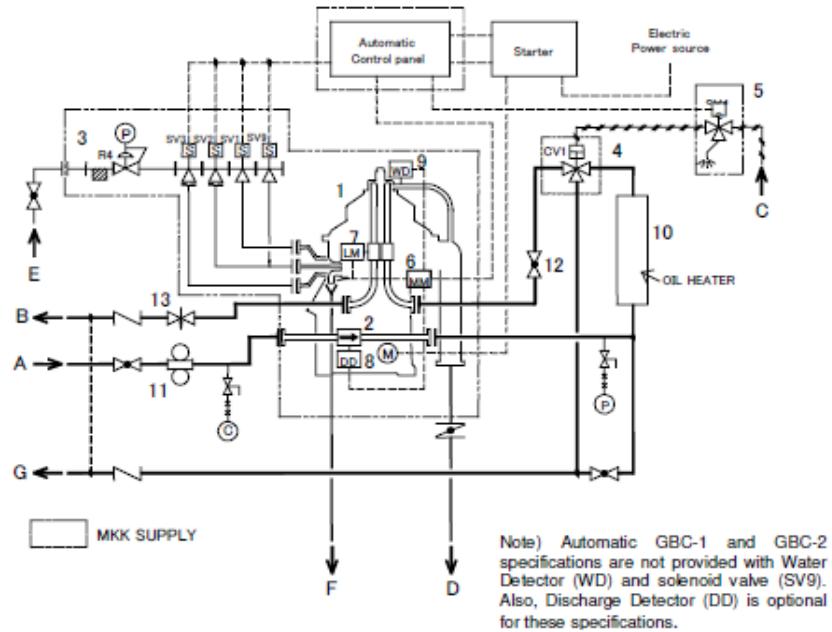 Automatic
Control panel
Starter
Electric
Power source
5
3
P
R4
SV3
SV2
SV1
SV9
S
S
S
S
9
WD
1
4
CV1
C
7
LM
6
MM
10
OIL HEATER
12
E
B
13
2
A
11
8
DD
M
C
P
G
MKK SUPPLY
F
D
Note) Automatic GBC-1 and GBC-2
specifications are not provided with Water
Detector (WD) and solenoid valve (SV9).
Also, Discharge Detector (DD) is optional
for these specifications.